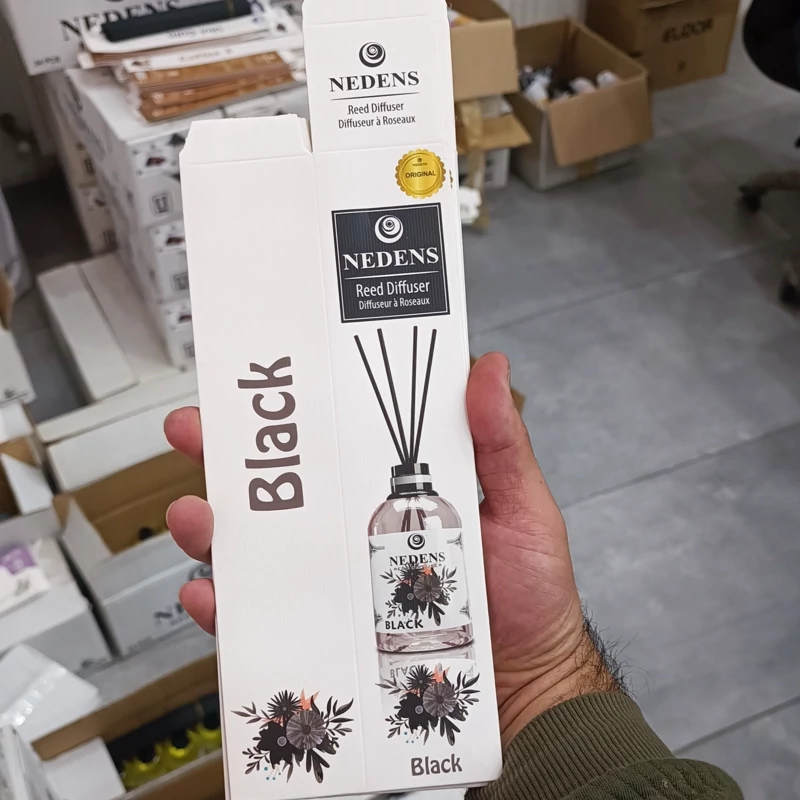 NEDENS
Reed Diffuser
Diffuseur à Roseaux
ORIGINAL
NEDENS
Reed Diffuser
Diffuseur à Roseaux
Black
NEDENS
BLACK
Black